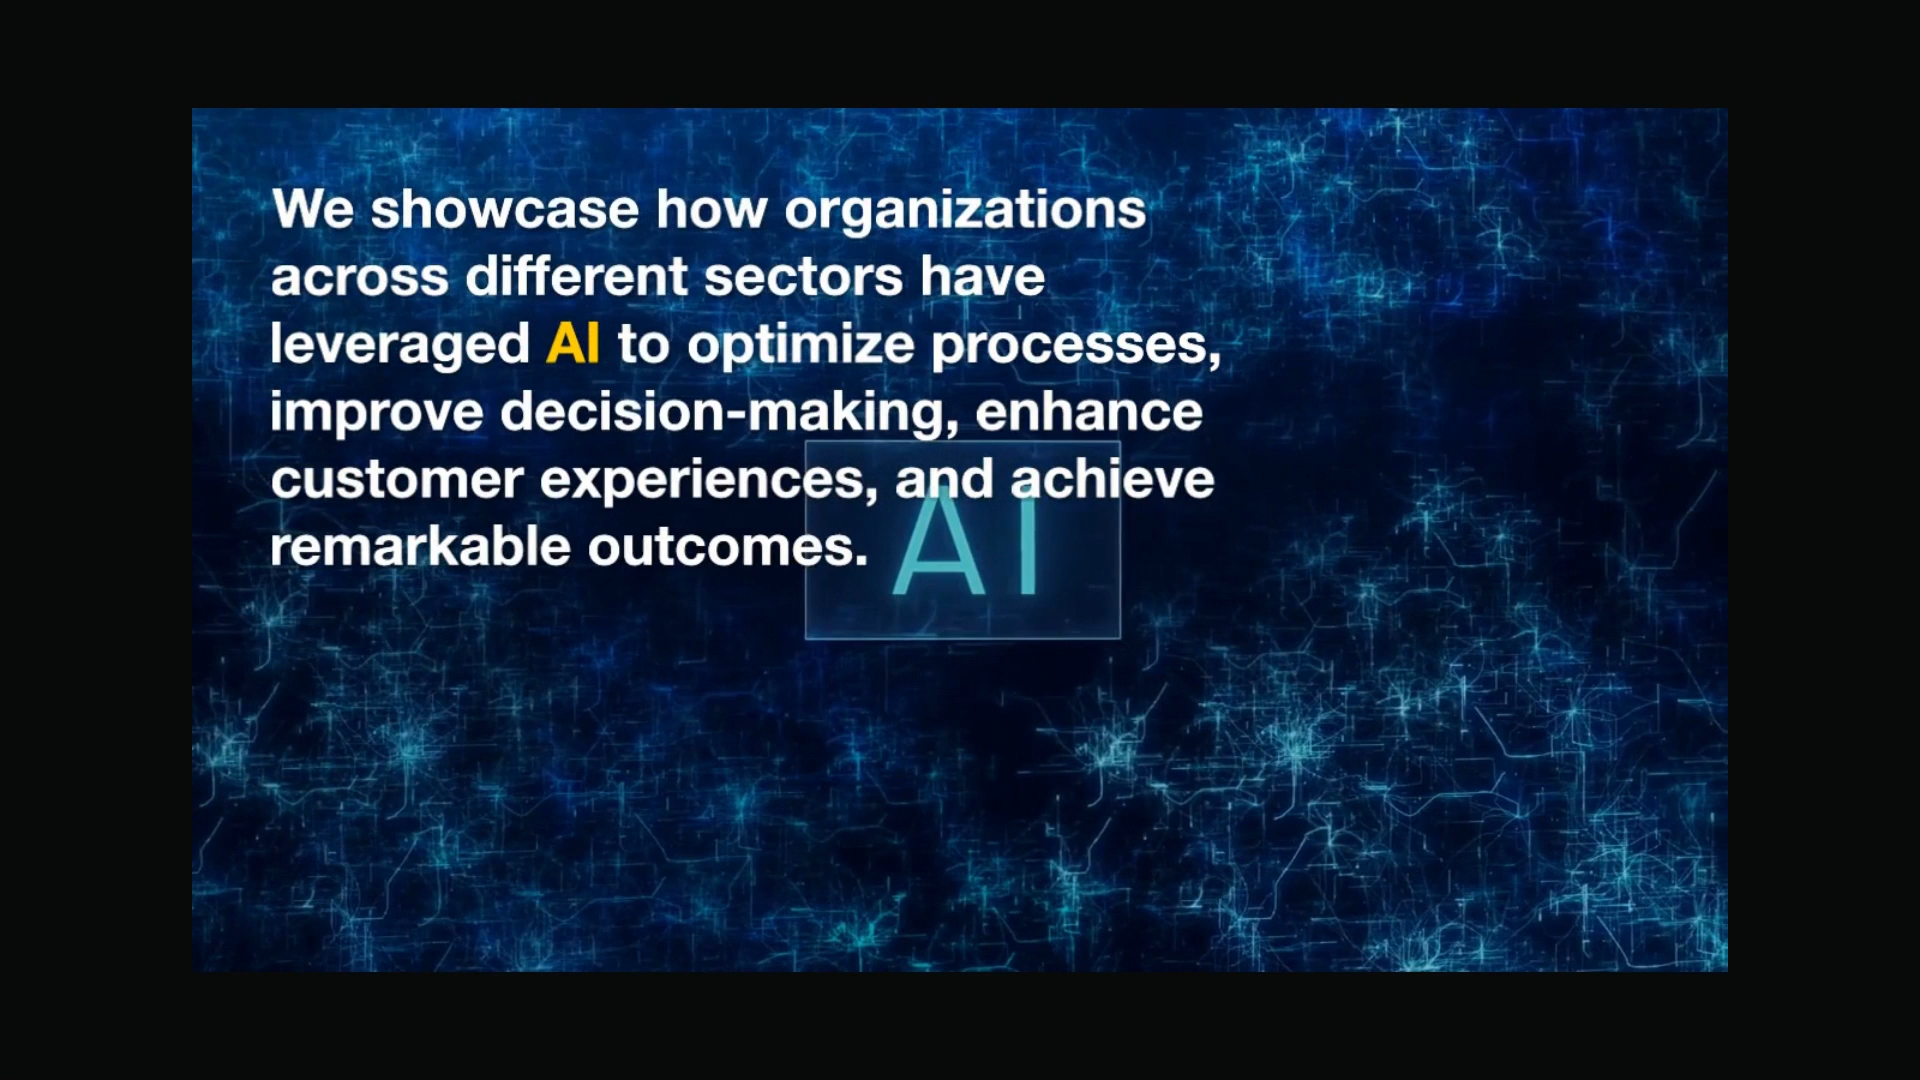 We showcase how organizations
across different sectors have
leveraged AI to optimize processes,
improve decision-making, enhance
customer experiences, and achieve
remarkable outcomes.
AI